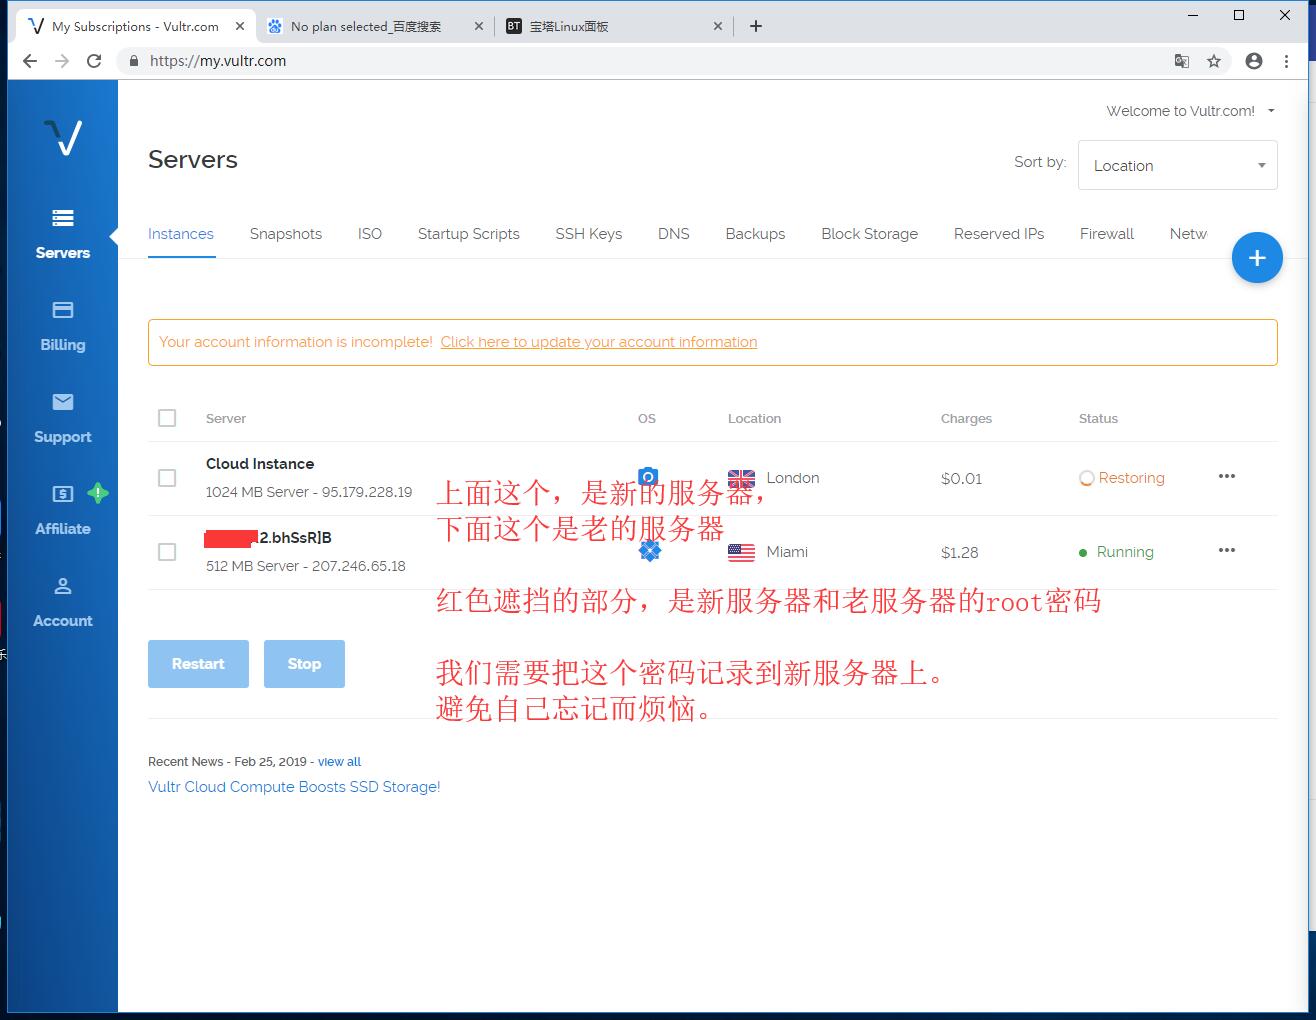 My Subscriptions - Vultr.com
No plan selected_百度搜索
BT 宝塔Linux面板
https://my.vultr.com
Welcome to Vultr.com!
Servers
Sort by: Location
Instances Snapshots ISO Startup Scripts SSH Keys DNS Backups Block Storage Reserved IPs Firewall Netw
Servers
Billing
Support
Affiliate
Account
Your account information is incomplete! Click here to update your account information
Server OS Location Charges Status
Cloud Instance
1024 MB Server - 95.179.228.19 London $0.01 Restoring
上面这个，是新的服务器，
下面这个是老的服务器
2.bhSsR]B
512 MB Server - 207.246.65.18 Miami $1.28 Running
红色遮挡的部分，是新服务器和老服务器的root密码
Restart Stop
我们需要把这个密码记录到新服务器上。
避免自己忘记而烦恼。
Recent News - Feb 25, 2019 - view all
Vultr Cloud Compute Boosts SSD Storage!